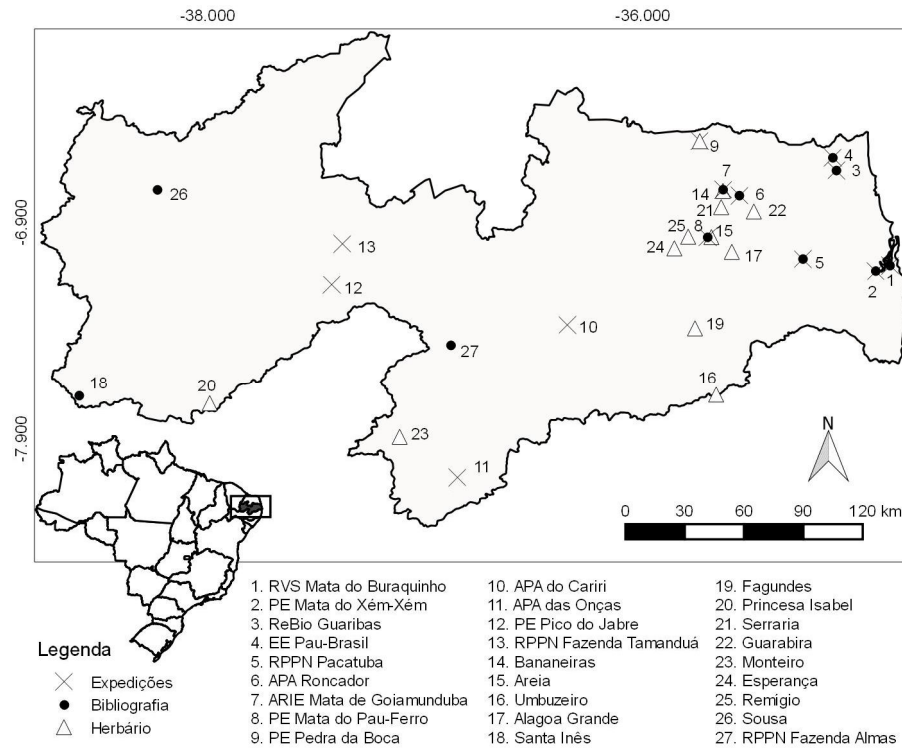 -38.000 -36.000
9
4
3
26
7
14 6
21 22
-6.900
25 8 15
13
24 17
5
1
2
12
10 19
27
18 20 16
23
N
-7.900
11
0 30 60 90 120 km
1. RVS Mata do Buraquinho
2. PE Mata do Xém-Xém
3. ReBio Guaribas
4. EE Pau-Brasil
5. RPPN Pacatuba
6. APA Roncador
7. ARIE Mata de Goiamunduba
8. PE Mata do Pau-Ferro
9. PE Pedra da Boca
10. APA do Cariri
11. APA das Onças
12. PE Pico do Jabre
13. RPPN Fazenda Tamanduá
14. Bananeiras
15. Areia
16. Umbuzeiro
17. Alagoa Grande
18. Santa Inês
19. Fagundes
20. Princesa Isabel
21. Serraria
22. Guarabira
23. Monteiro
24. Esperança
25. Remígio
26. Sousa
27. RPPN Fazenda Almas
Legenda
Expedições
Bibliografia
Herbário